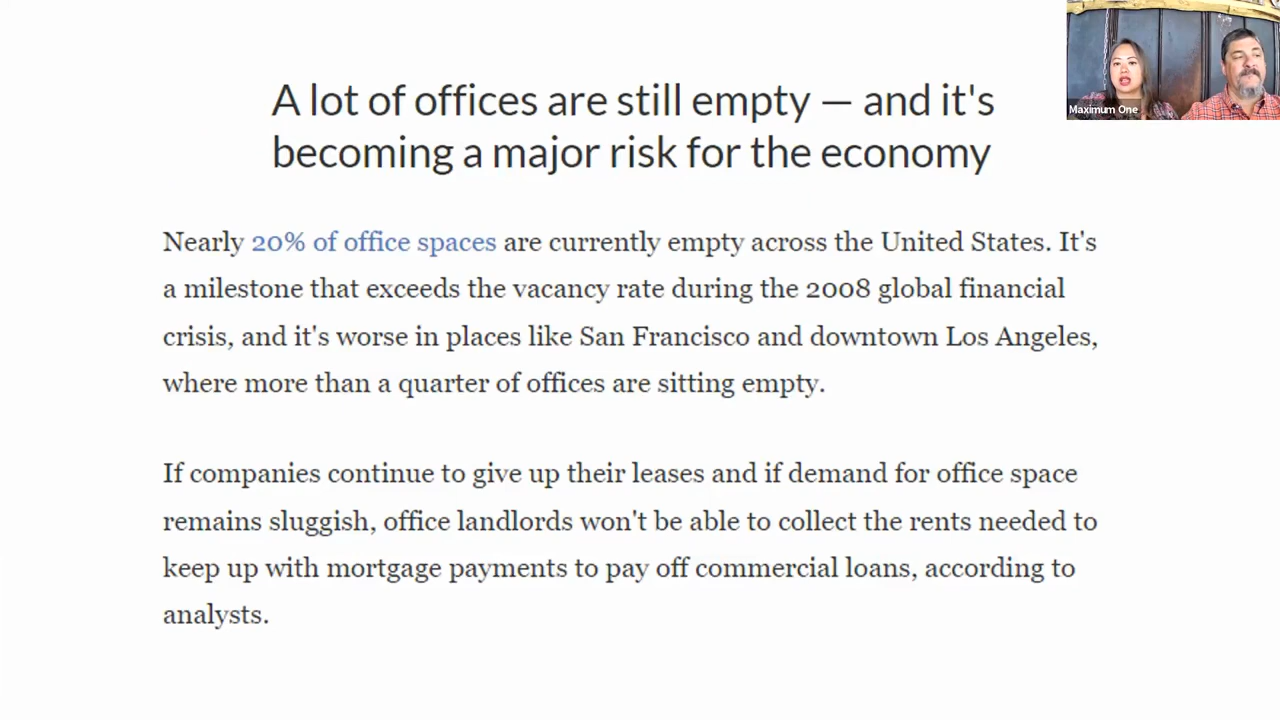 A lot of offices are still empty — and it's
becoming a major risk for the economy
Maximum One
Nearly 20% of office spaces are currently empty across the United States. It's
a milestone that exceeds the vacancy rate during the 2008 global financial
crisis, and it's worse in places like San Francisco and downtown Los Angeles,
where more than a quarter of offices are sitting empty.
If companies continue to give up their leases and if demand for office space
remains sluggish, office landlords won't be able to collect the rents needed to
keep up with mortgage payments to pay off commercial loans, according to
analysts.